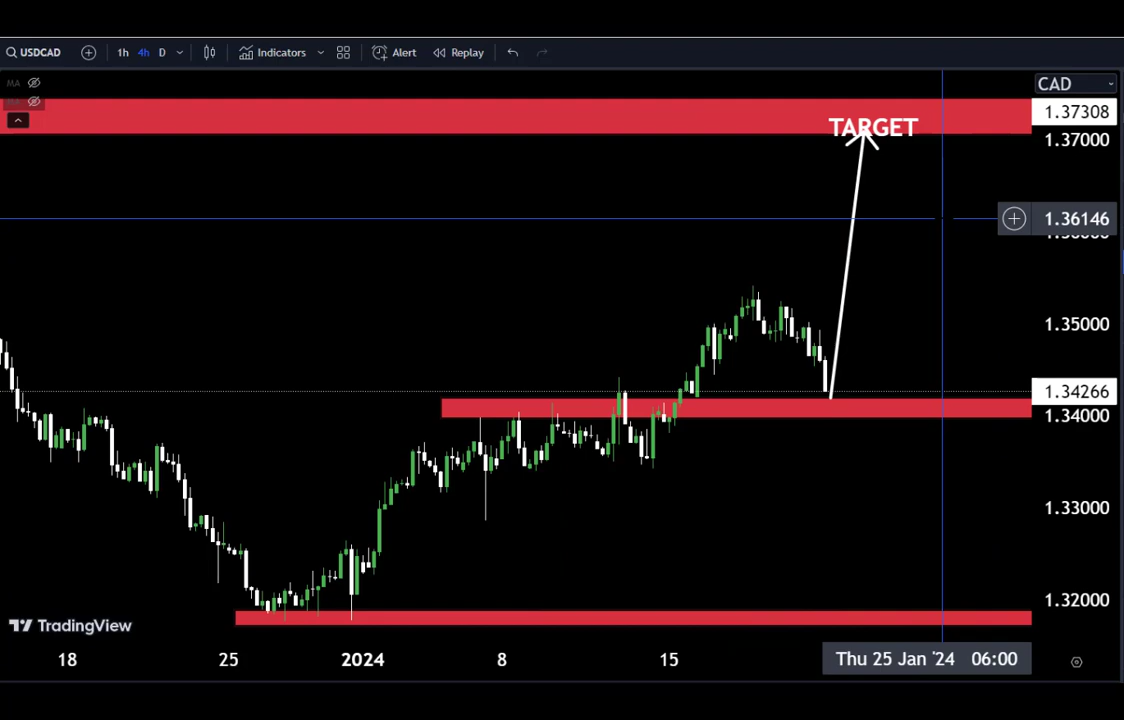 USDCAD 1h 4h D Indicators Alert Replay
MA
CAD
1.37308
TARGET
1.37000
1.36146
1.35000
1.34266
1.34000
1.33000
1.32000
TradingView
18 25 2024 8 15 Thu 25 Jan '24 06:00